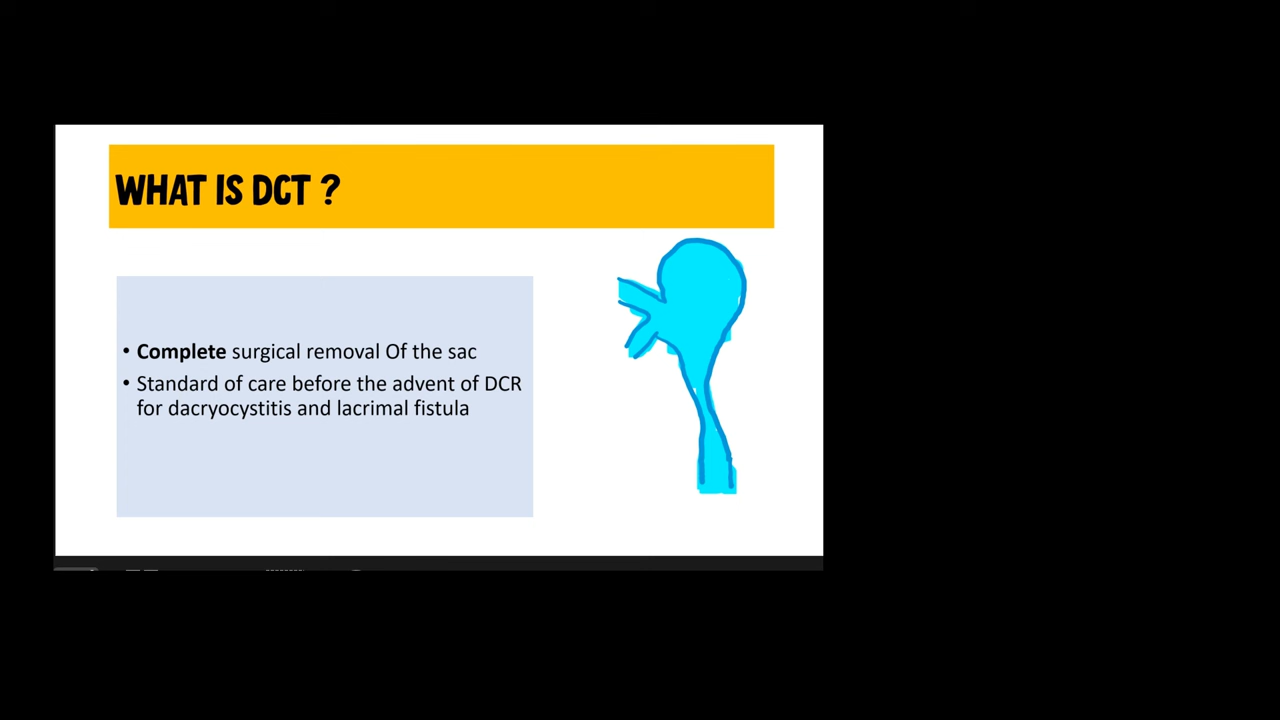 WHAT IS DCT ?
• Complete surgical removal Of the sac
• Standard of care before the advent of DCR
for dacryocystitis and lacrimal fistula